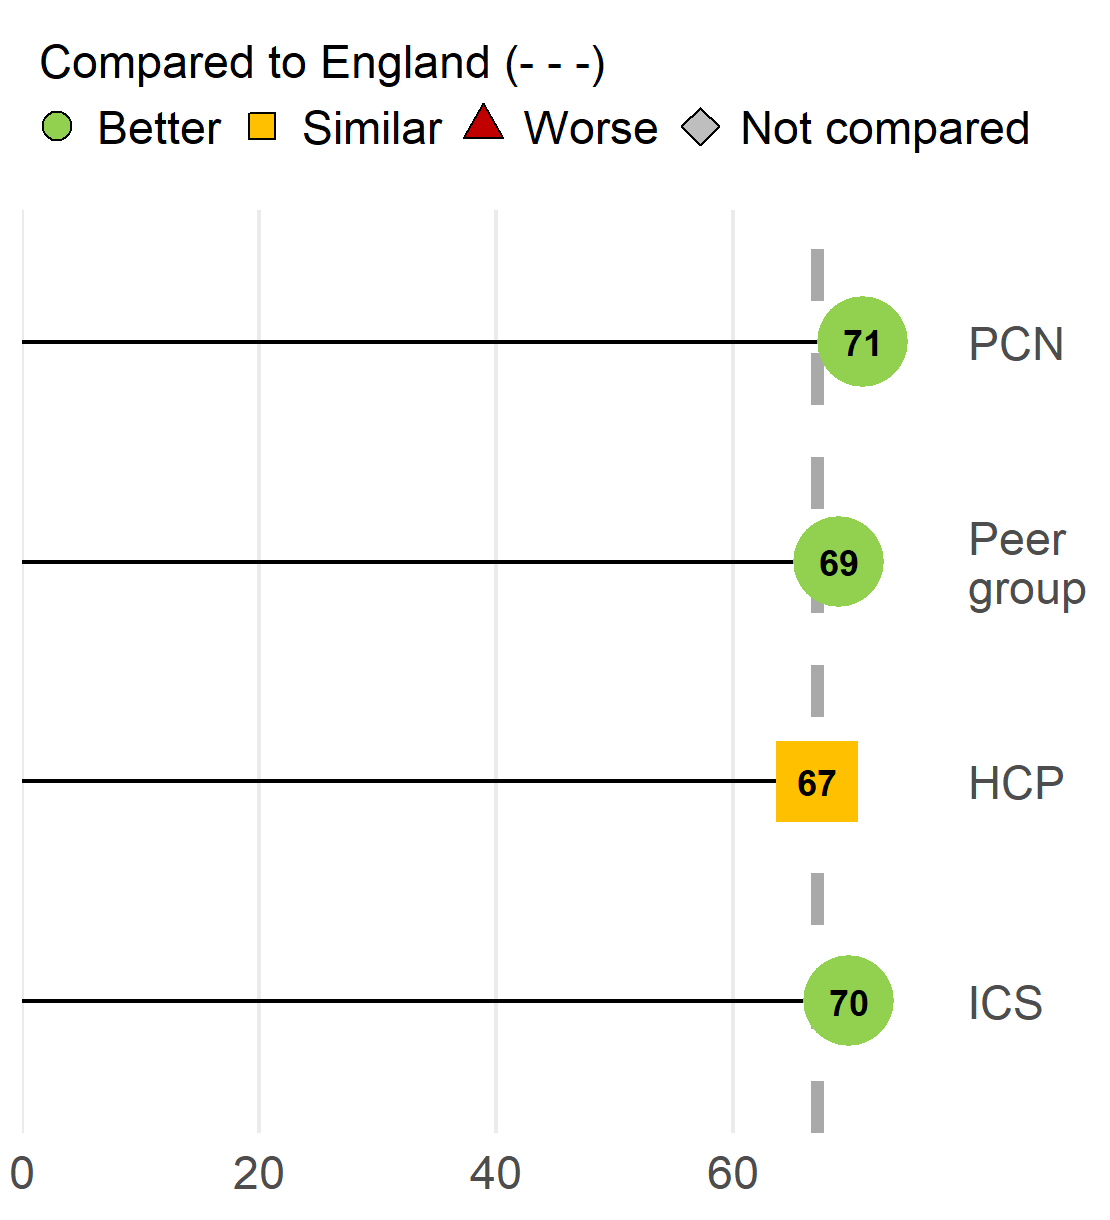 Compared to England (- - -)
Better Similar Worse Not compared
71 PCN
69 Peer
group
67 HCP
70 ICS
0 20 40 60